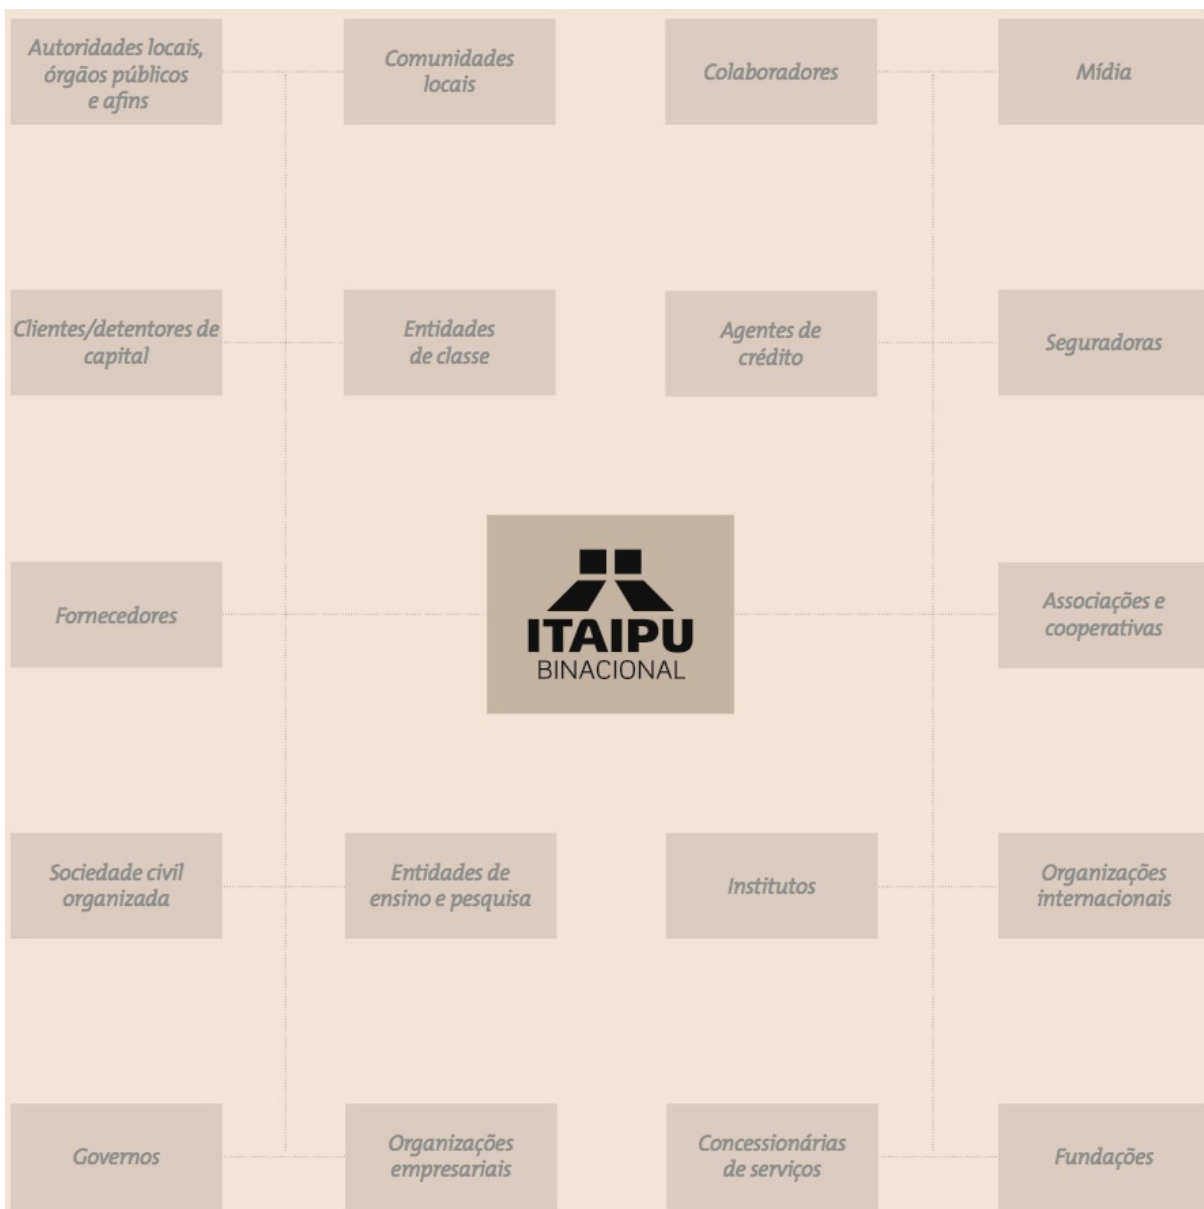 Autoridades locais,
órgãos públicos
e afins
Comunidades
locais
Colaboradores
Mídia
Clientes/detentores de
capital
Entidades
de classe
Agentes de
crédito
Seguradoras
Fornecedores
ITAIPU
BINACIONAL
Associações e
cooperativas
Sociedade civil
organizada
Entidades de
ensino e pesquisa
Institutos
Organizações
internacionais
Governos
Organizações
empresariais
Concessionárias
de serviços
Fundações